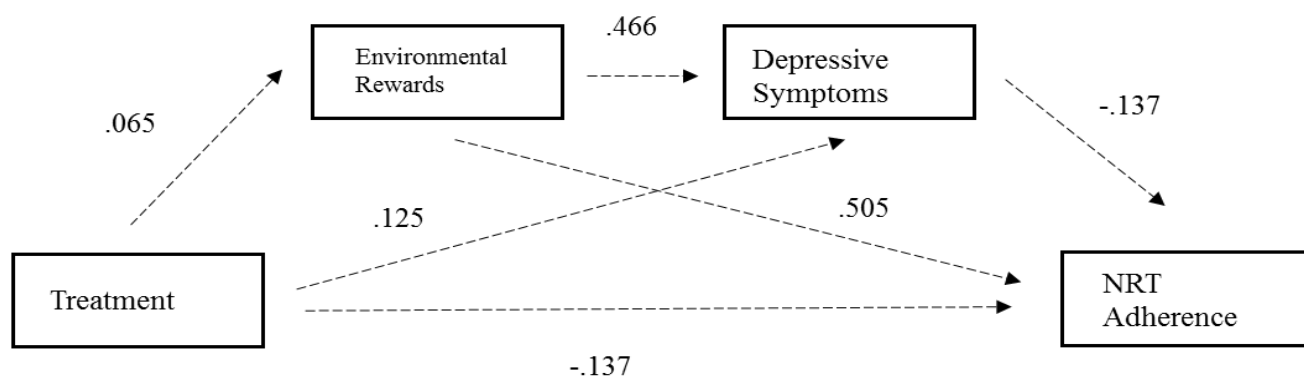 .466
Environmental
Rewards
Depressive
Symptoms
.065
-.137
.125
.505
Treatment
NRT
Adherence
-.137